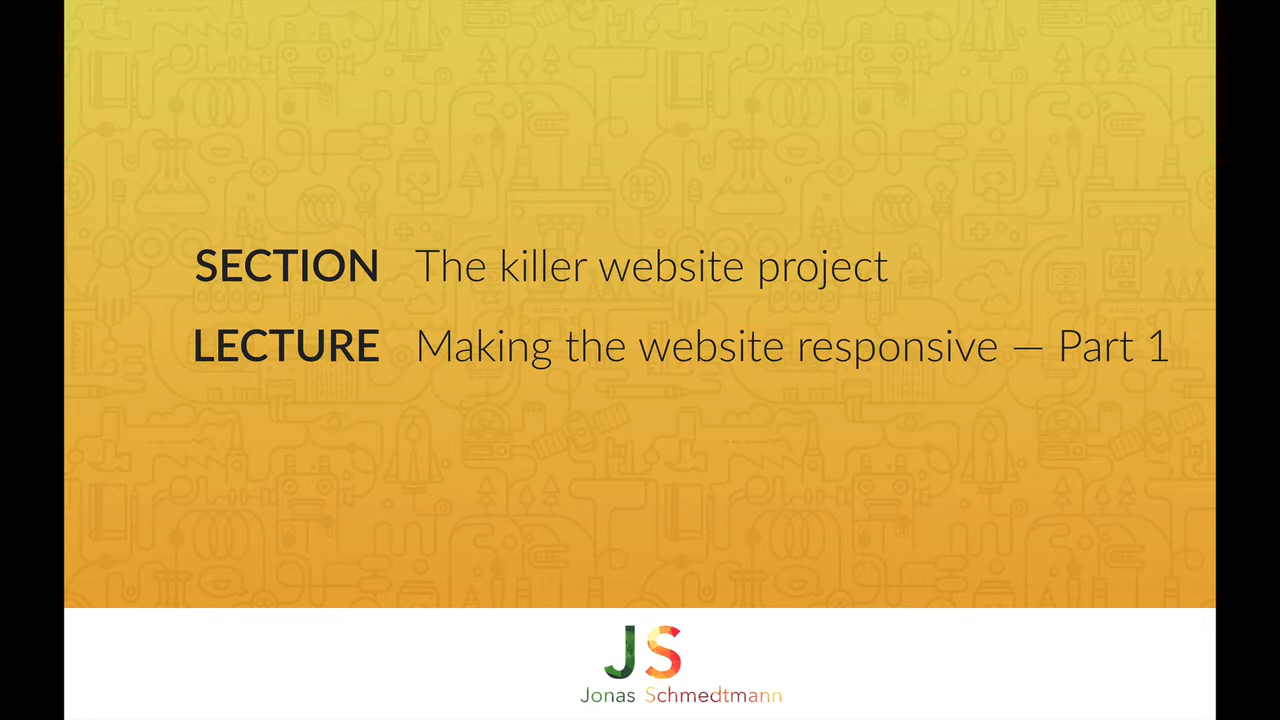 SECTION The killer website project
LECTURE Making the website responsive — Part 1
JS
Jonas Schmedtmann